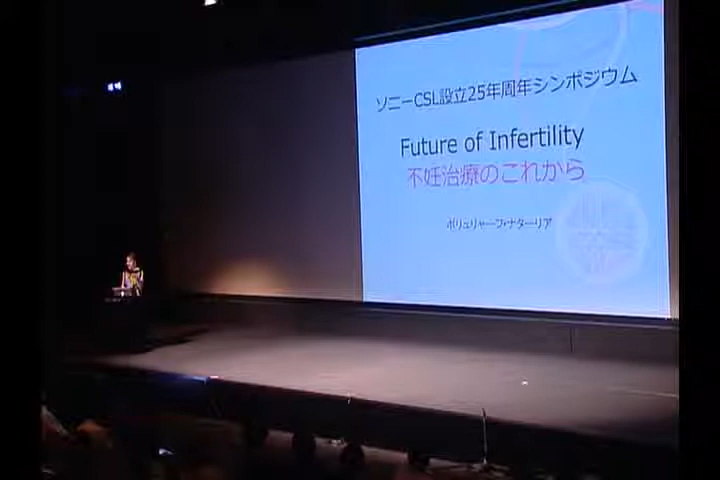 ソニーCSL設立25年周年シンポジウム
Future of Infertility
不妊治療のこれから
ポリュリャーフ・ナターリア